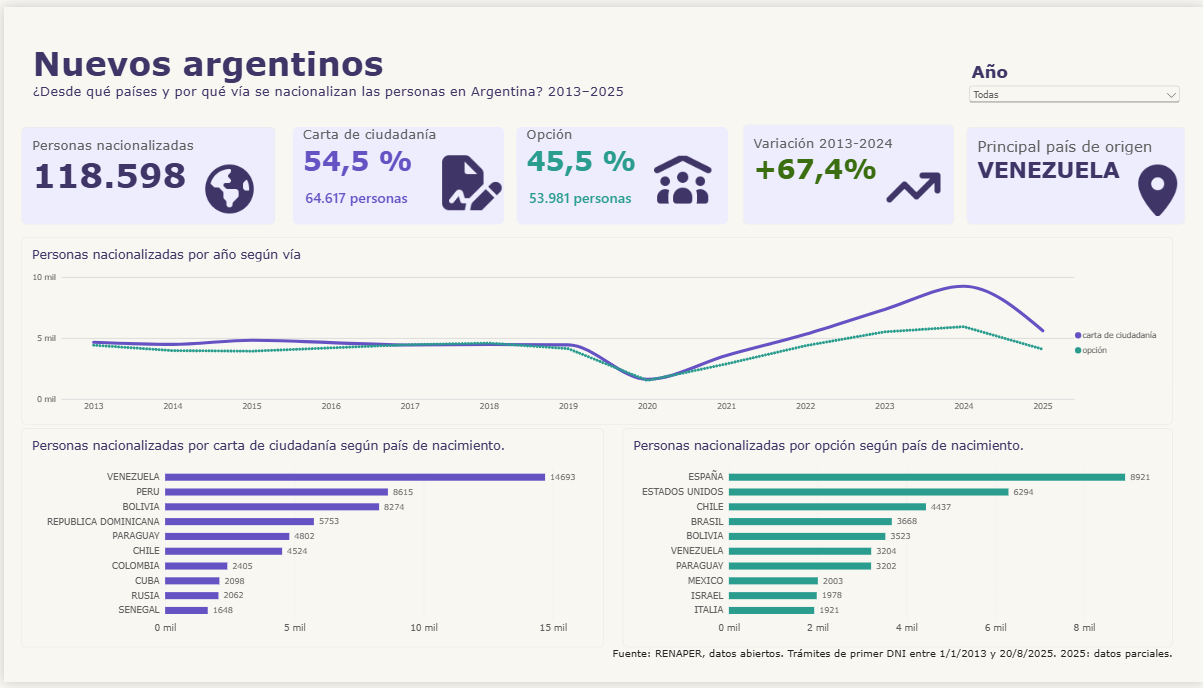 Nuevos argentinos
¿Desde qué países y por qué vía se nacionalizan las personas en Argentina? 2013–2025
Año
Todas
Personas nacionalizadas
118.598
Carta de ciudadanía
54,5 %
64.617 personas
Opción
45,5 %
53.981 personas
Variación 2013-2024
+67,4%
Principal país de origen
VENEZUELA
Personas nacionalizadas por año según vía
10 mil
5 mil
0 mil
2013 2014 2015 2016 2017 2018 2019 2020 2021 2022 2023 2024 2025
carta de ciudadanía
opción
Personas nacionalizadas por carta de ciudadanía según país de nacimiento.
VENEZUELA 14693
PERU 8615
BOLIVIA 8274
REPUBLICA DOMINICANA 5753
PARAGUAY 4802
CHILE 4524
COLOMBIA 2405
CUBA 2098
RUSIA 2062
SENEGAL 1648
0 mil 5 mil 10 mil 15 mil
Personas nacionalizadas por opción según país de nacimiento.
ESPAÑA 8921
ESTADOS UNIDOS 6294
CHILE 4437
BRASIL 3668
BOLIVIA 3523
VENEZUELA 3204
PARAGUAY 3202
MEXICO 2003
ISRAEL 1978
ITALIA 1921
0 mil 2 mil 4 mil 6 mil 8 mil
Fuente: RENAPER, datos abiertos. Trámites de primer DNI entre 1/1/2013 y 20/8/2025. 2025: datos parciales.